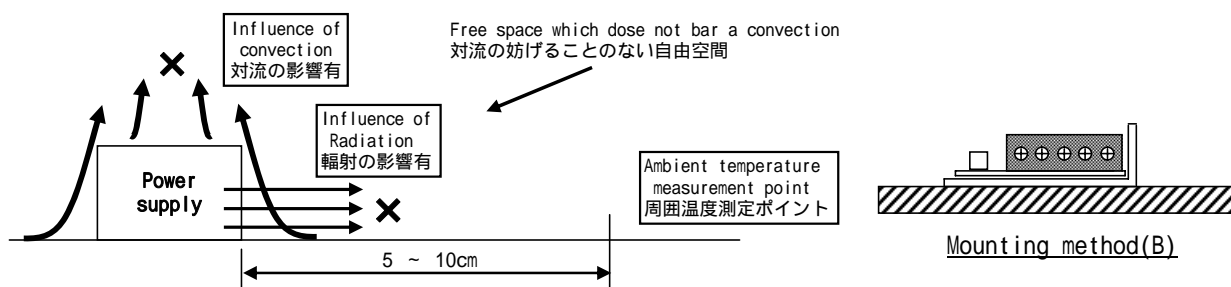 Influence of
convection
対流の影響有
Free space which dose not bar a convection
対流の妨げることのない自由空間
Influence of
Radiation
輻射の影響有
Power
supply
Ambient temperature
measurement point
周囲温度測定ポイント
5 ~ 10cm
Mounting method(B)